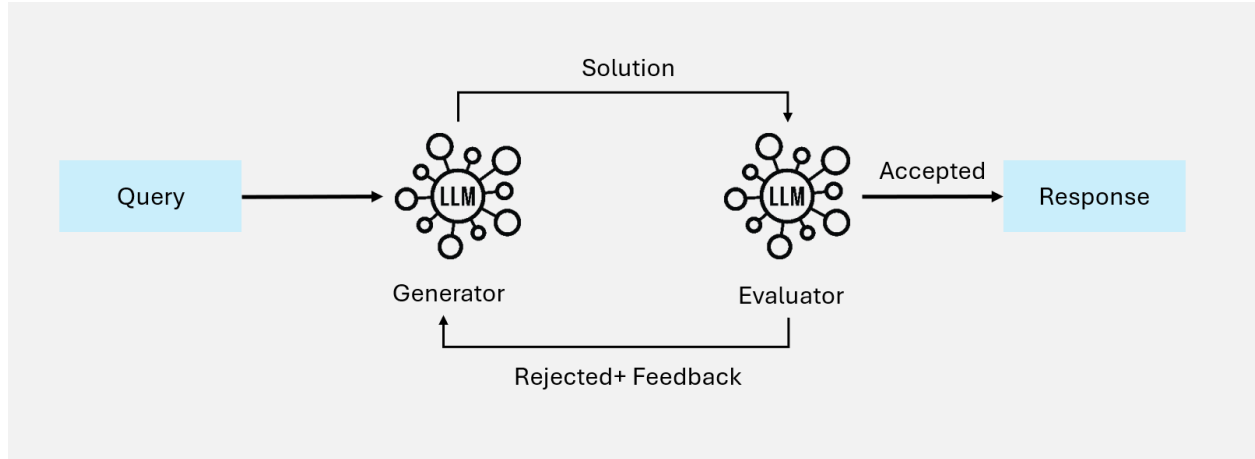 Solution
Query
LLM
LLM
Accepted
Response
Generator
Evaluator
Rejected+ Feedback